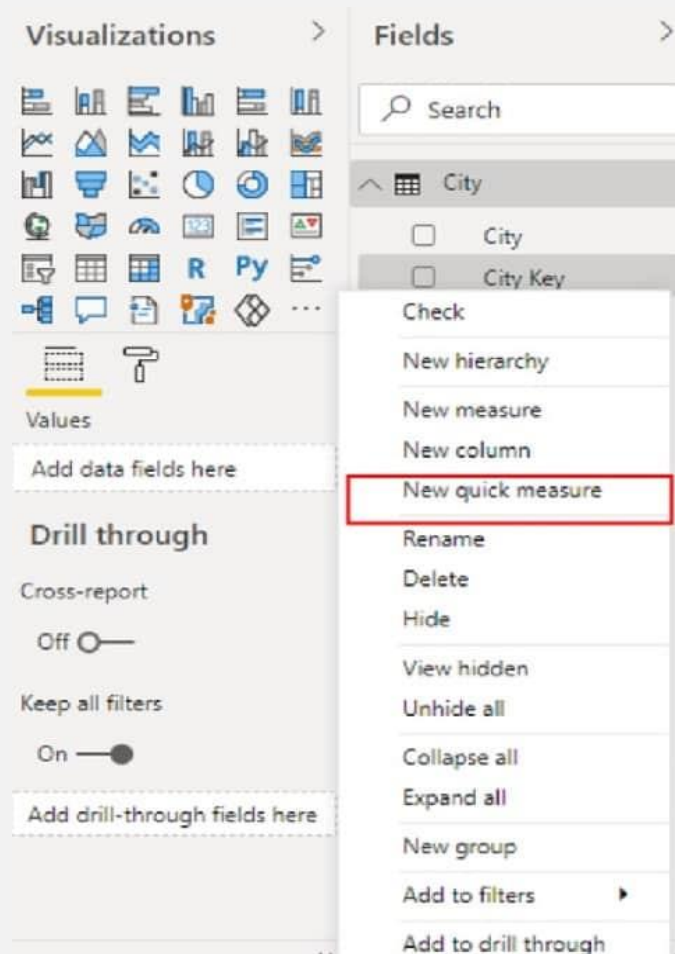 Visualizations
Fields
Search
City
City
City Key
123
R
Py
Values
Add data fields here
Drill through
Cross-report
Off
Keep all filters
On
Add drill-through fields here
Check
New hierarchy
New measure
New column
New quick measure
Rename
Delete
Hide
View hidden
Unhide all
Collapse all
Expand all
New group
Add to filters
Add to drill through